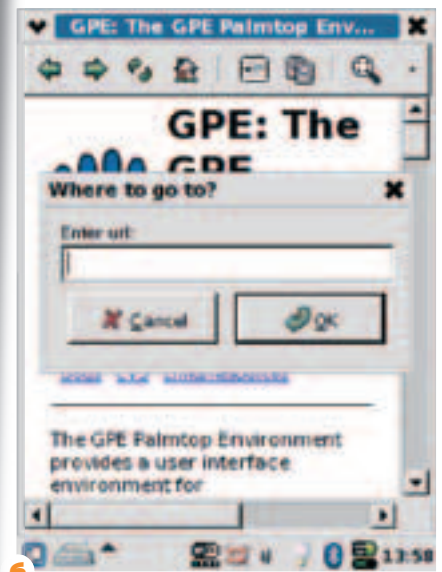 GPE: The GPE Palmtop Env...
GPE: The
GPE
Where to go to?
Enter url:
Cancel
OK
The GPE Palmtop Environment
provides a user interface
environment for
13:58
6